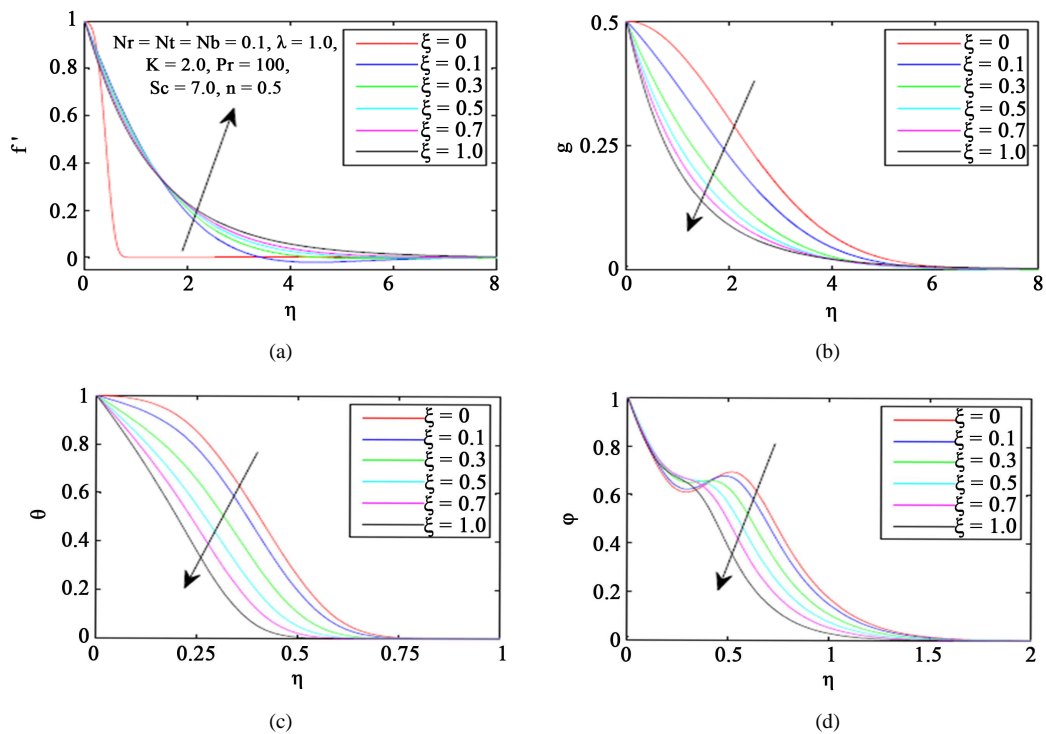 Nr = Nt = Nb = 0.1, λ = 1.0,
K = 2.0, Pr = 100,
Sc = 7.0, n = 0.5
ξ = 0
ξ = 0.1
ξ = 0.3
ξ = 0.5
ξ = 0.7
ξ = 1.0
1
0.8
0.6
0.4
0.2
0
f'
0 2 4 6 8
η
(a)
ξ = 0
ξ = 0.1
ξ = 0.3
ξ = 0.5
ξ = 0.7
ξ = 1.0
0.5
0.25
0
g
0 2 4 6 8
η
(b)
ξ = 0
ξ = 0.1
ξ = 0.3
ξ = 0.5
ξ = 0.7
ξ = 1.0
1
0.8
0.6
0.4
0.2
0
θ
0 0.25 0.5 0.75 1
η
(c)
ξ = 0
ξ = 0.1
ξ = 0.3
ξ = 0.5
ξ = 0.7
ξ = 1.0
1
0.8
0.6
0.4
0.2
0
φ
0 0.5 1 1.5 2
η
(d)